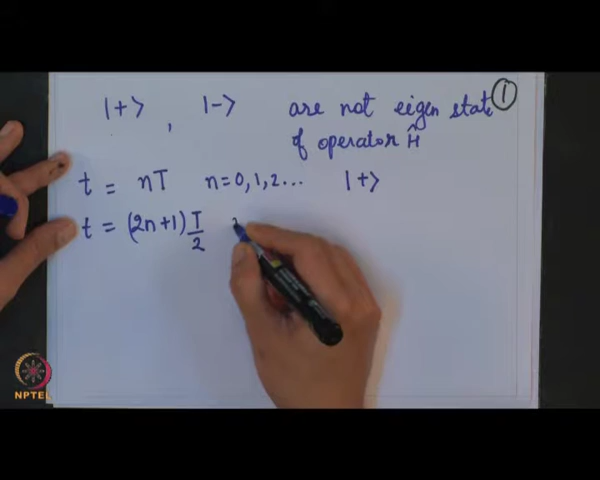 |+> , |-> are not eigen state ①
of operator Ĥ
t = nT n=0,1,2... |+>
t = (2n+1) T/2
NPTEL